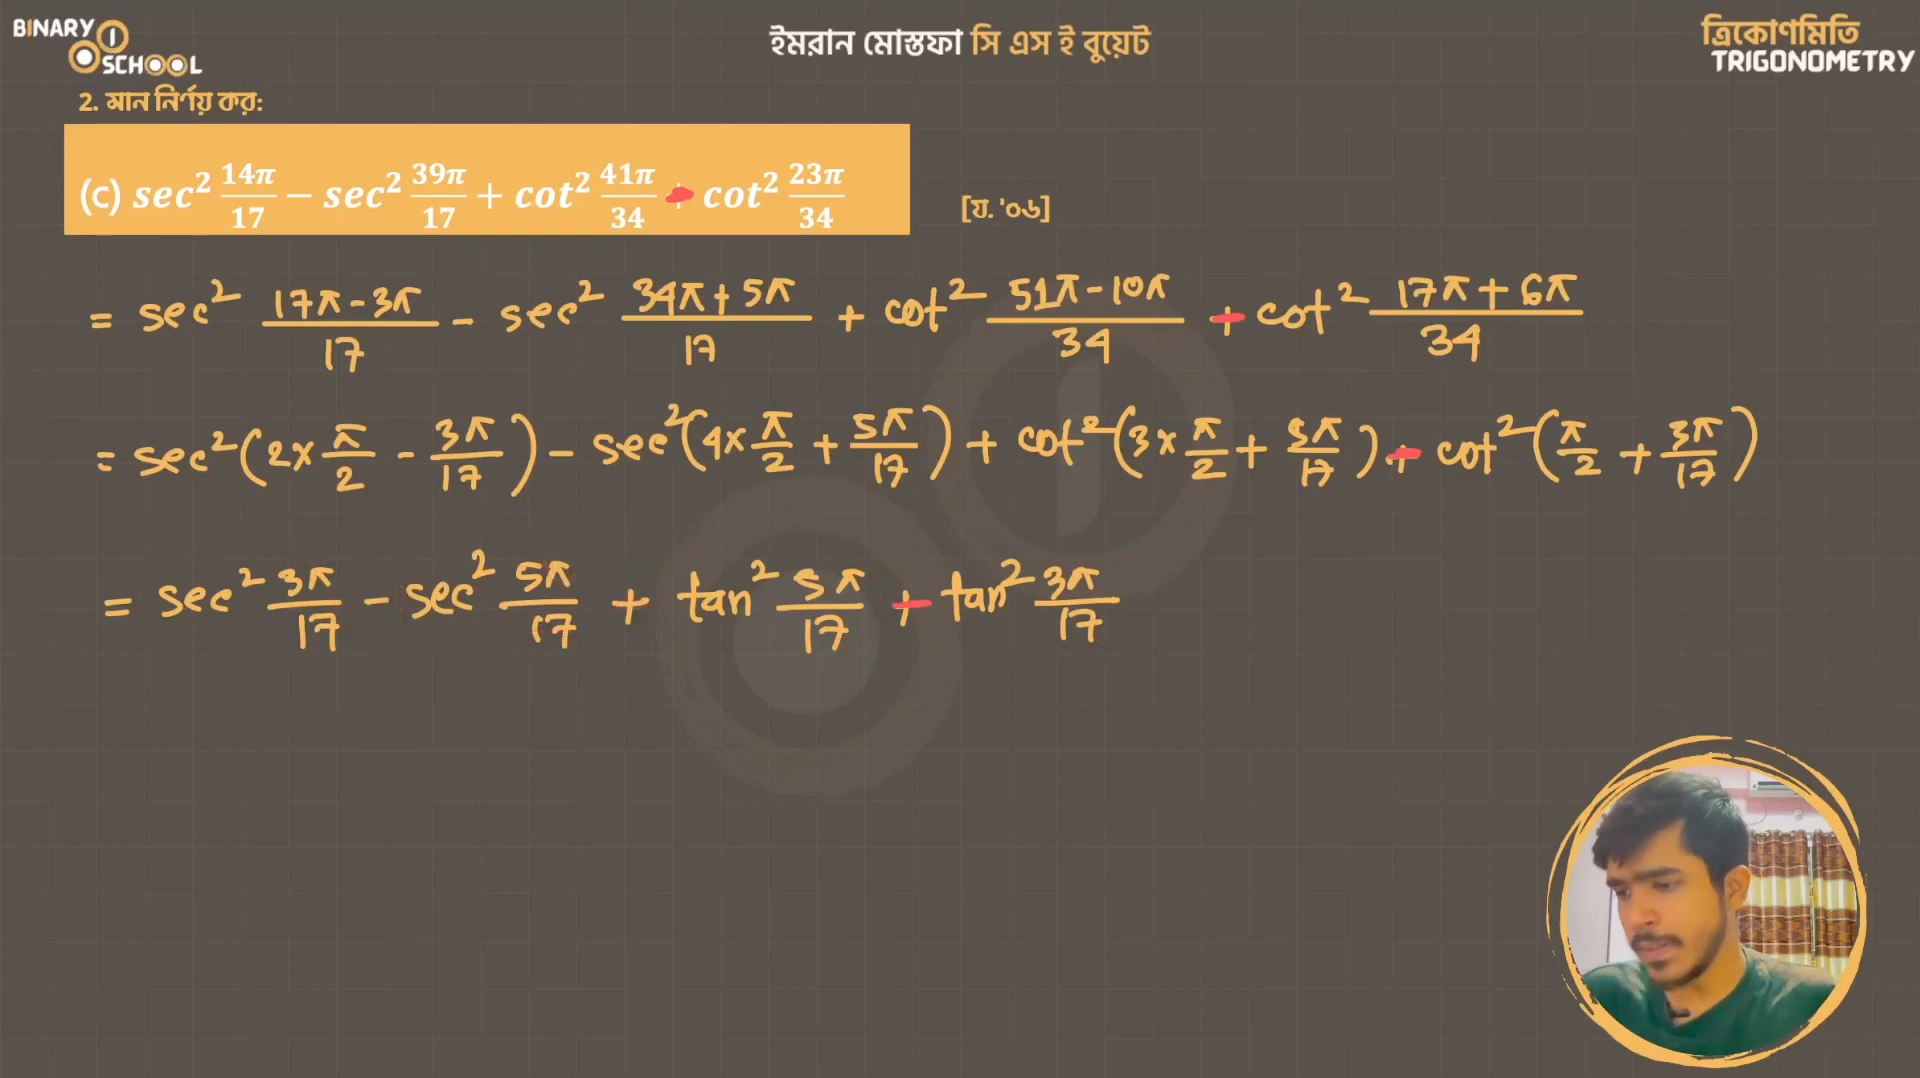 BINARY SCHOOL
ইমরান মোস্তফা সি এস ই বুয়েট
ত্রিকোণমিতি
TRIGONOMETRY
2. মান নির্ণয় কর:
(c) sec² 14π/17 − sec² 39π/17 + cot² 41π/34 − cot² 23π/34
[য. '০৬]
= sec² (17π − 3π)/17 − sec² (34π + 5π)/17 + cot² (51π − 10π)/34 − cot² (17π + 6π)/34
= sec² (2 × π/2 − 3π/17) − sec² (4 × π/2 + 5π/17) + cot² (3 × π/2 + 5π/17) − cot² (π/2 + 3π/17)
= sec² 3π/17 − sec² 5π/17 + tan² 5π/17 − tan² 3π/17